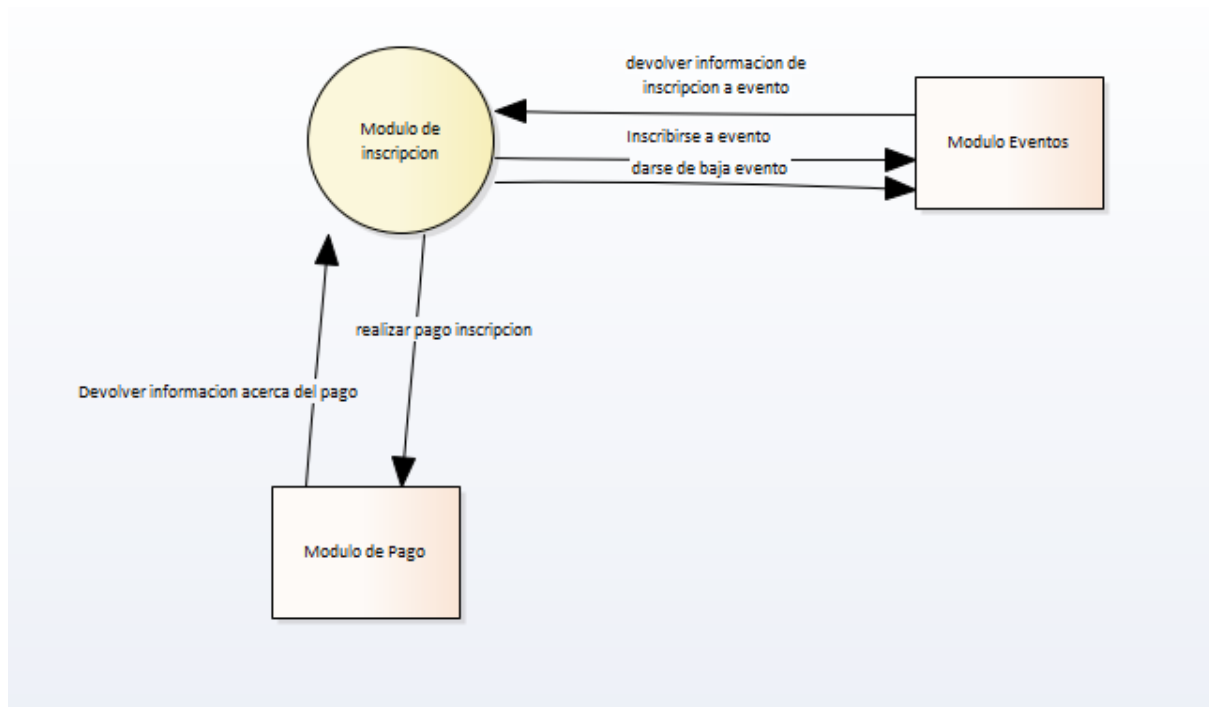 devolver informacion de
inscripcion a evento
Modulo de
inscripcion
Inscribirse a evento
Modulo Eventos
darse de baja evento
realizar pago inscripcion
Devolver informacion acerca del pago
Modulo de Pago